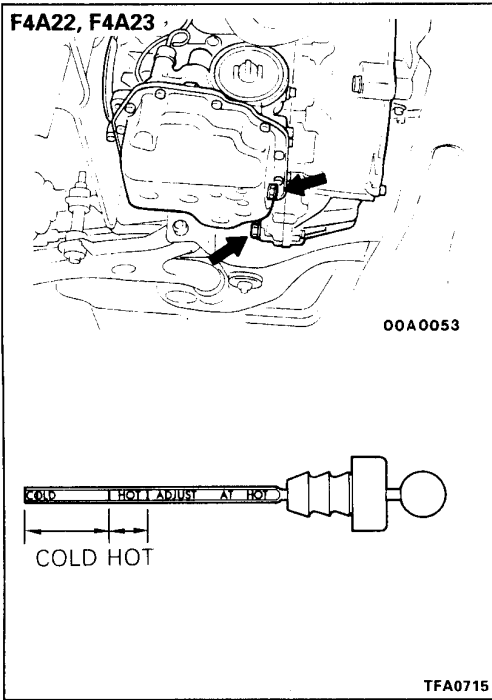 F4A22, F4A23
00A0053
COLD HOT ADJUST AT HOT
COLD HOT
TFA0715